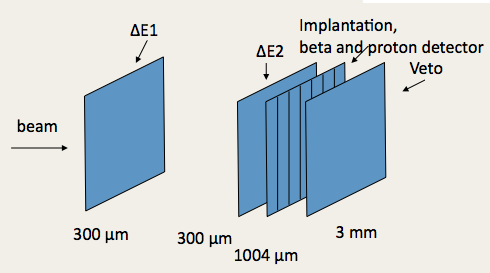 ΔE1
Implantation,
ΔE2
beta and proton detector
Veto
beam
300 µm
300 µm
1004 µm
3 mm